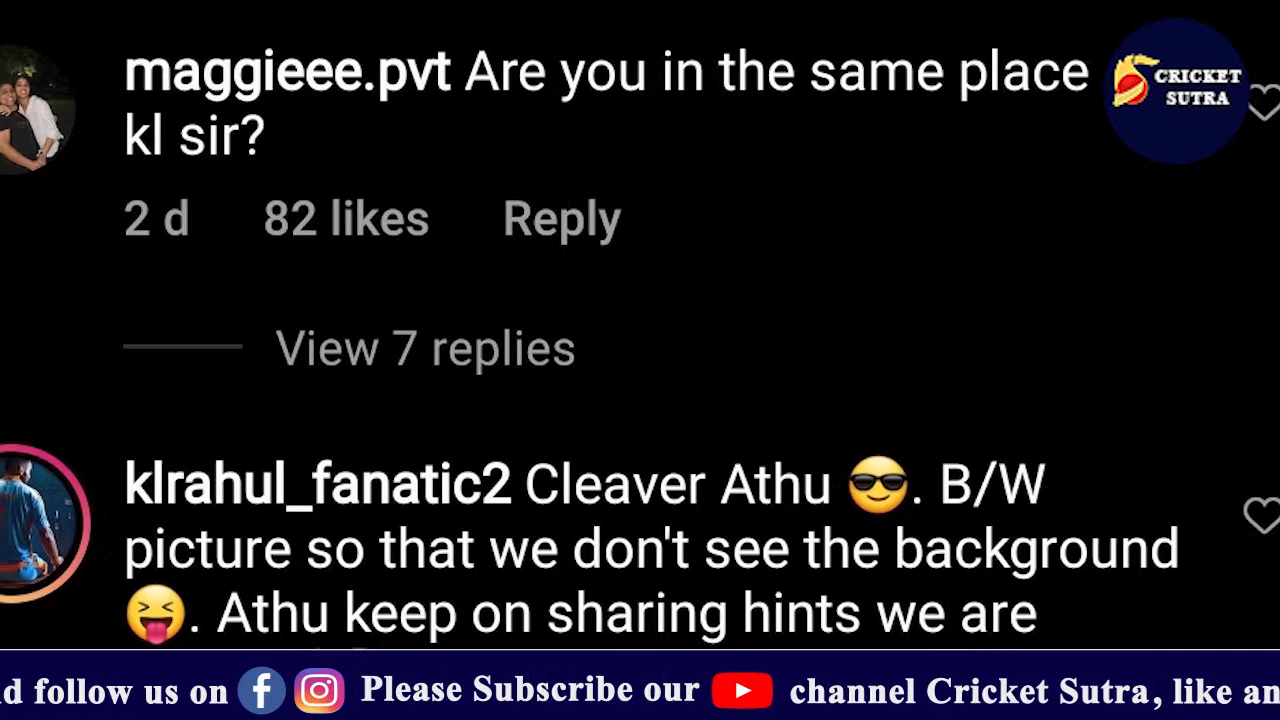 maggieee.pvt Are you in the same place
kl sir?
CRICKET
SUTRA
2 d 82 likes Reply
View 7 replies
klrahul_fanatic2 Cleaver Athu 😎. B/W
picture so that we don't see the background
😝. Athu keep on sharing hints we are
d follow us on Please Subscribe our channel Cricket Sutra, like an